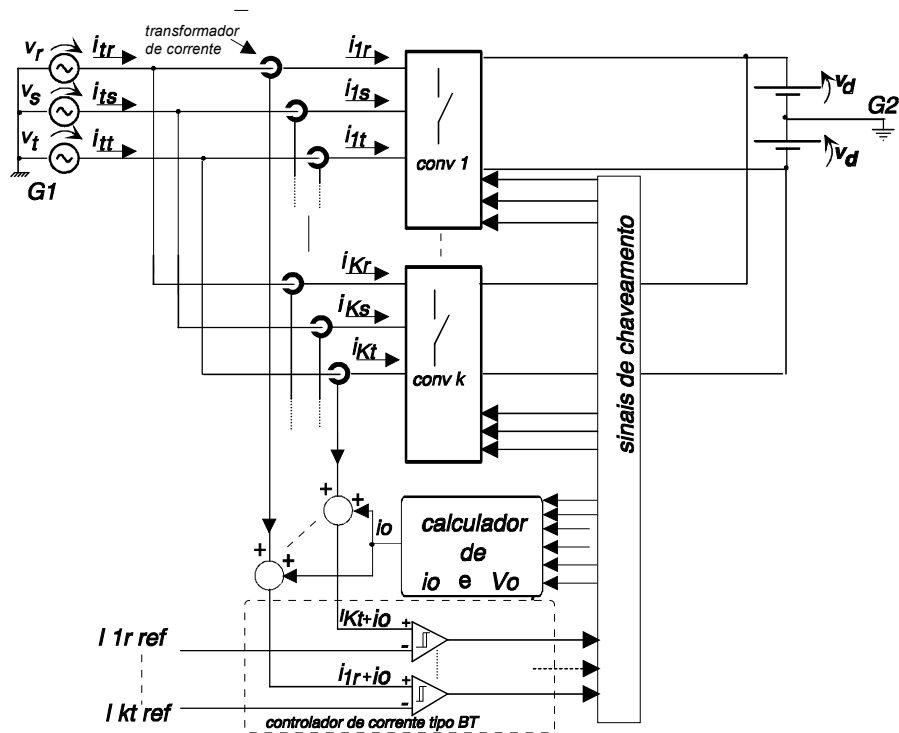 transformador
de corrente
v_r
i_tr
i_1r
v_s
i_ts
i_1s
v_t
i_tt
i_1t
G1
conv 1
v_d
G2
v_d
i_Kr
i_Ks
i_Kt
conv k
sinais de chaveamento
+
+
io
calculador
de
io e Vo
+
+
I 1r ref
iKt+io
+
-
i1r+io
+
-
I kt ref
controlador de corrente tipo BT